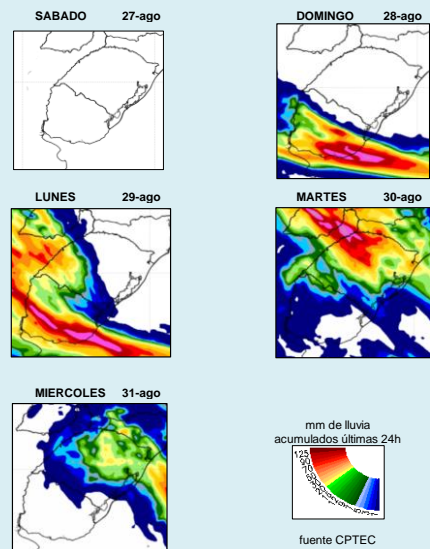 SABADO 27-ago
DOMINGO 28-ago
LUNES 29-ago
MARTES 30-ago
MIERCOLES 31-ago
mm de lluvia
acumulados últimas 24h
125
fuente CPTEC